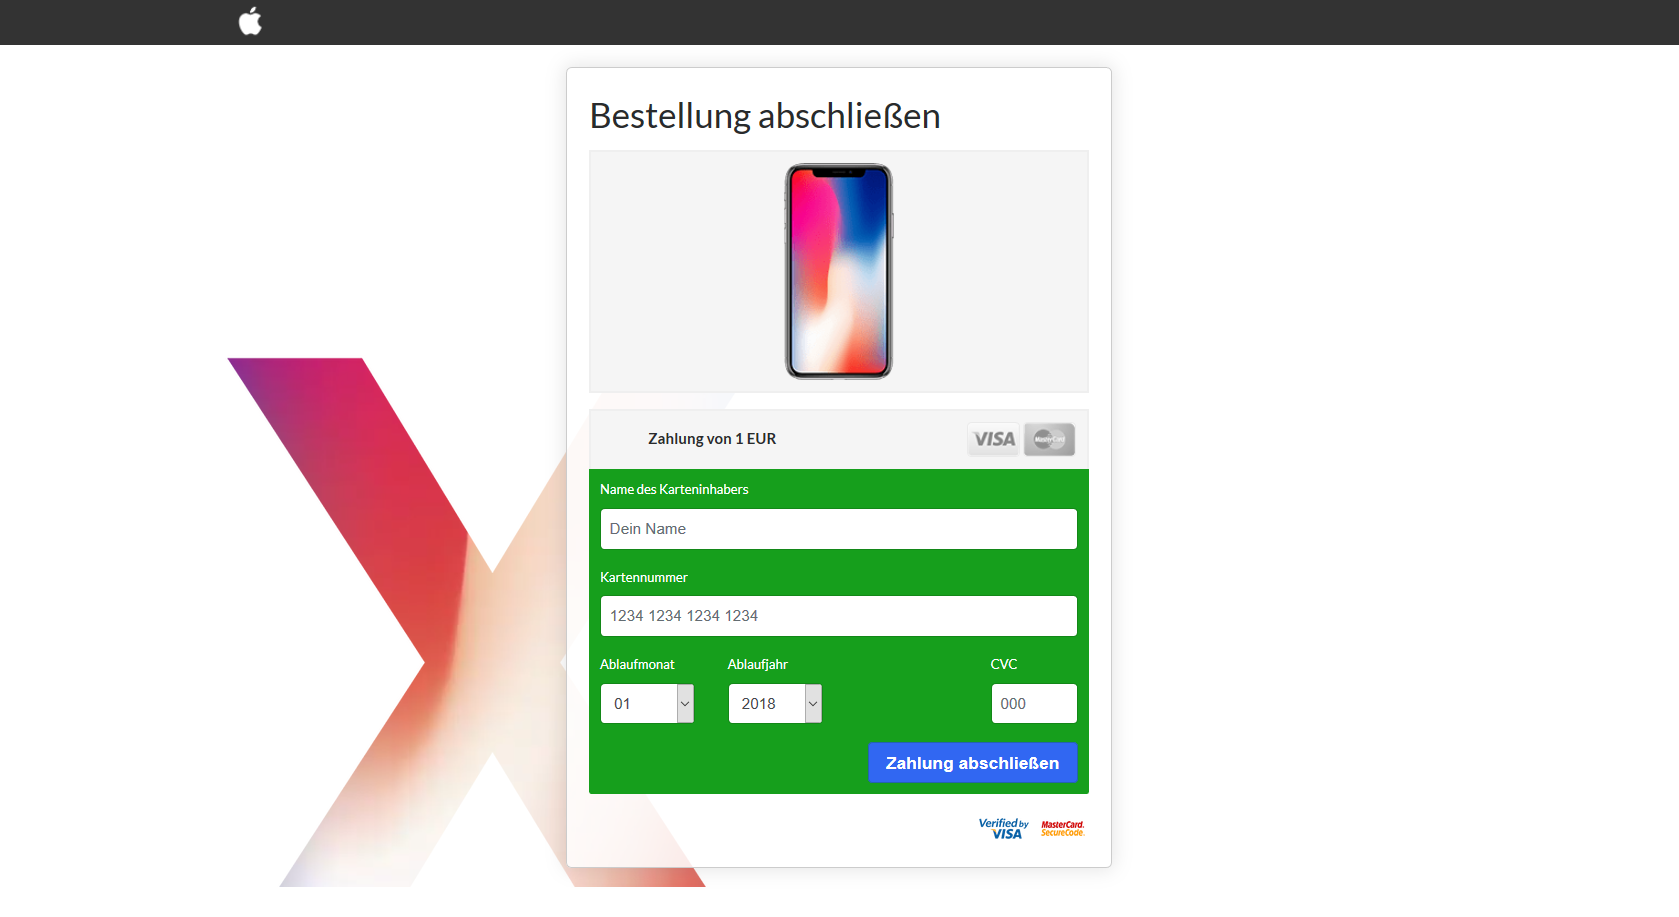 Bestellung abschließen
Zahlung von 1 EUR
VISA MasterCard
Name des Karteninhabers
Dein Name
Kartennummer
1234 1234 1234 1234
Ablaufmonat Ablaufjahr CVC
01 2018 000
Zahlung abschließen
Verified by VISA MasterCard. SecureCode.